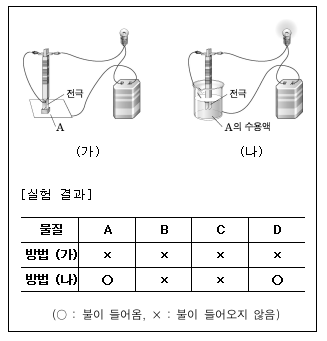 전극 전극
A A의 수용액
(가) (나)
[실험 결과]
물질 A B C D
방법 (가) × × × ×
방법 (나) ○ × × ○
(○ : 불이 들어옴, × : 불이 들어오지 않음)